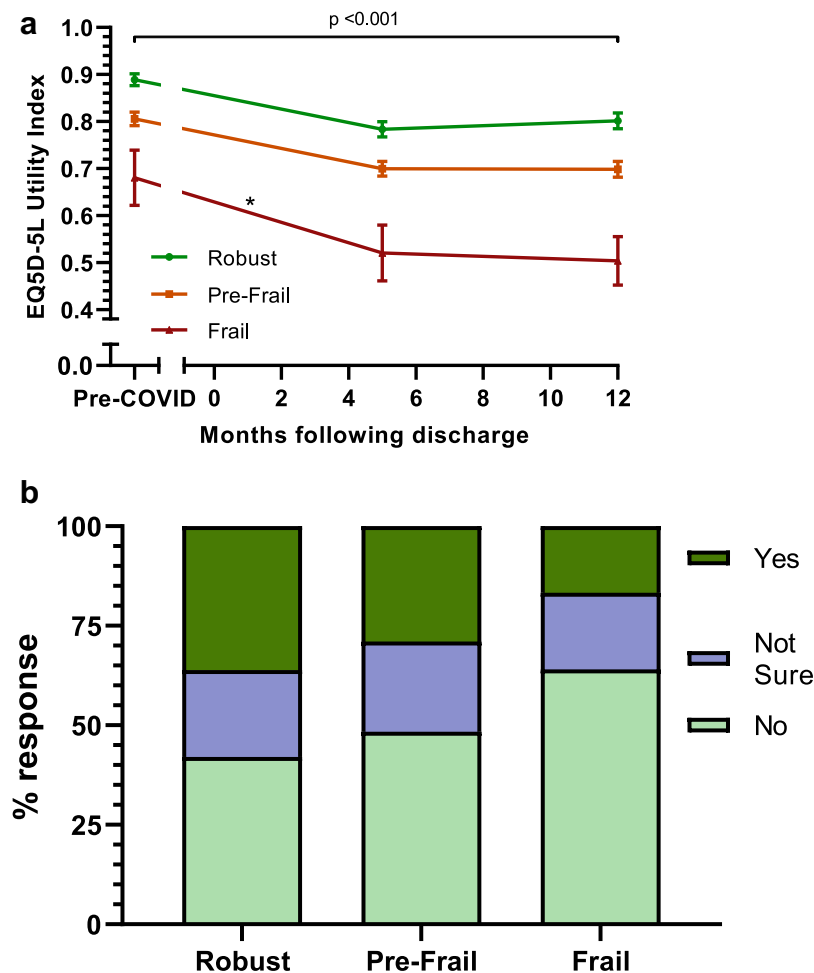 a
p <0.001
EQ5D-5L Utility Index
1.0
0.9
0.8
0.7
0.6
0.5
0.4
0.0
*
Robust
Pre-Frail
Frail
Pre-COVID 0 2 4 6 8 10 12
Months following discharge
b
% response
100
75
50
25
0
Yes
Not
Sure
No
Robust Pre-Frail Frail